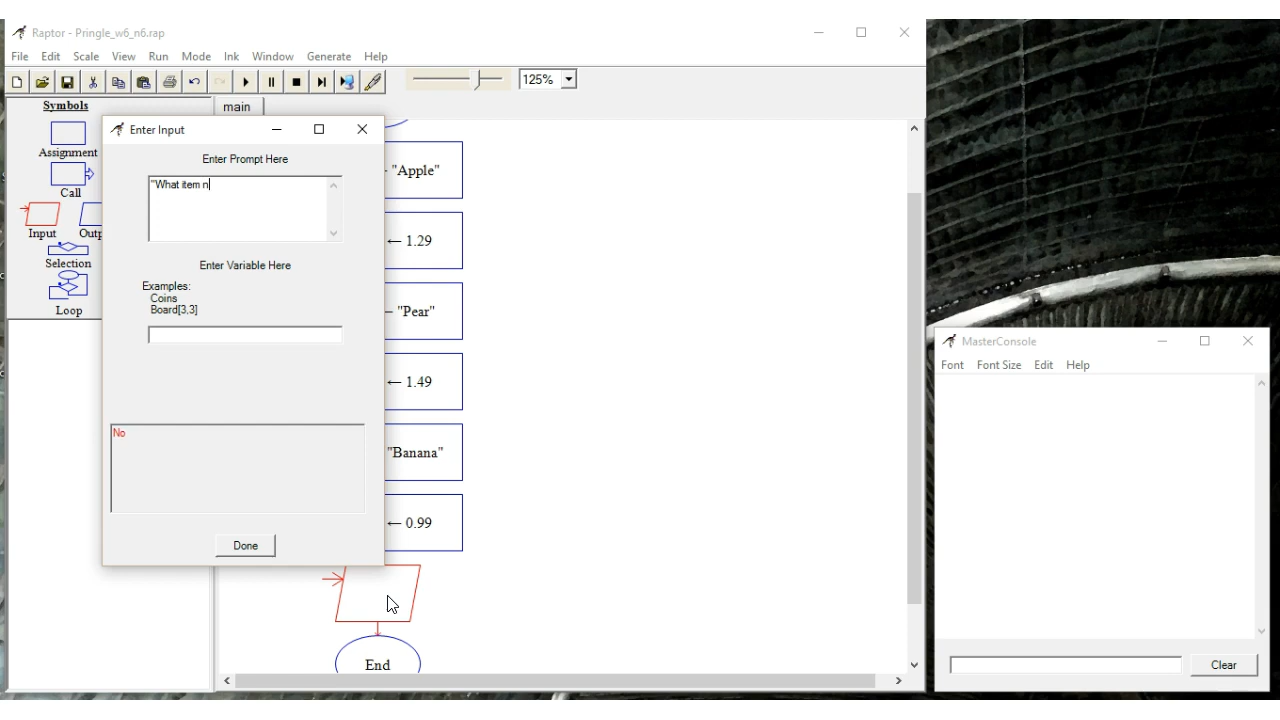 Raptor - Pringle_w6_n6.rap
File Edit Scale View Run Mode Ink Window Generate Help
125%
Symbols
main
Assignment
Call
Input
Outp
Selection
Loop
Enter Input
Enter Prompt Here
"What item n
Enter Variable Here
Examples:
Coins
Board[3,3]
No
Done
"Apple"
← 1.29
"Pear"
← 1.49
"Banana"
← 0.99
End
MasterConsole
Font Font Size Edit Help
Clear